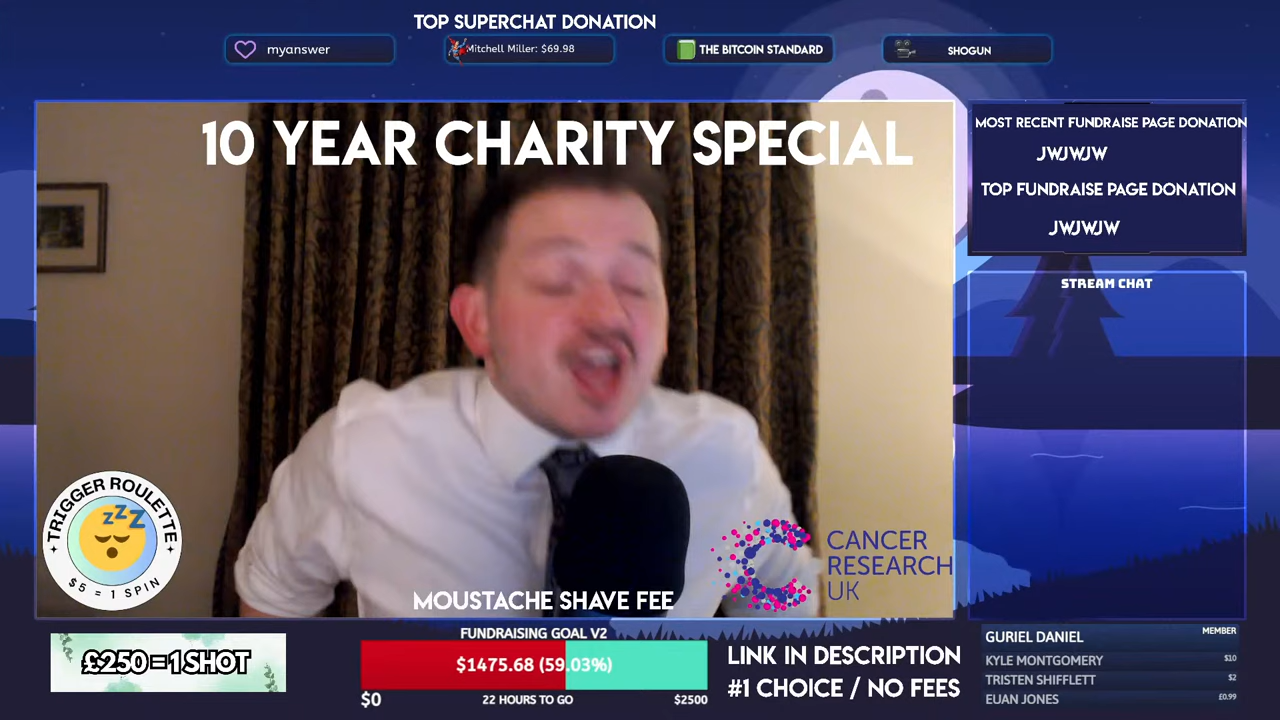 TOP SUPERCHAT DONATION
myanswer
Mitchell Miller: $69.98
THE BITCOIN STANDARD
SHOGUN
10 YEAR CHARITY SPECIAL
MOST RECENT FUNDRAISE PAGE DONATION
JWJWJW
TOP FUNDRAISE PAGE DONATION
JWJWJW
STREAM CHAT
TRIGGER ROULETTE
zzz
$5 = 1 SPIN
CANCER
RESEARCH
UK
MOUSTACHE SHAVE FEE
£250 = 1 SHOT
FUNDRAISING GOAL V2
$1475.68 (59.03%)
$0
22 HOURS TO GO
$2500
LINK IN DESCRIPTION
#1 CHOICE / NO FEES
GURIEL DANIEL MEMBER
KYLE MONTGOMERY $10
TRISTEN SHIFFLETT $2
EUAN JONES £0.99